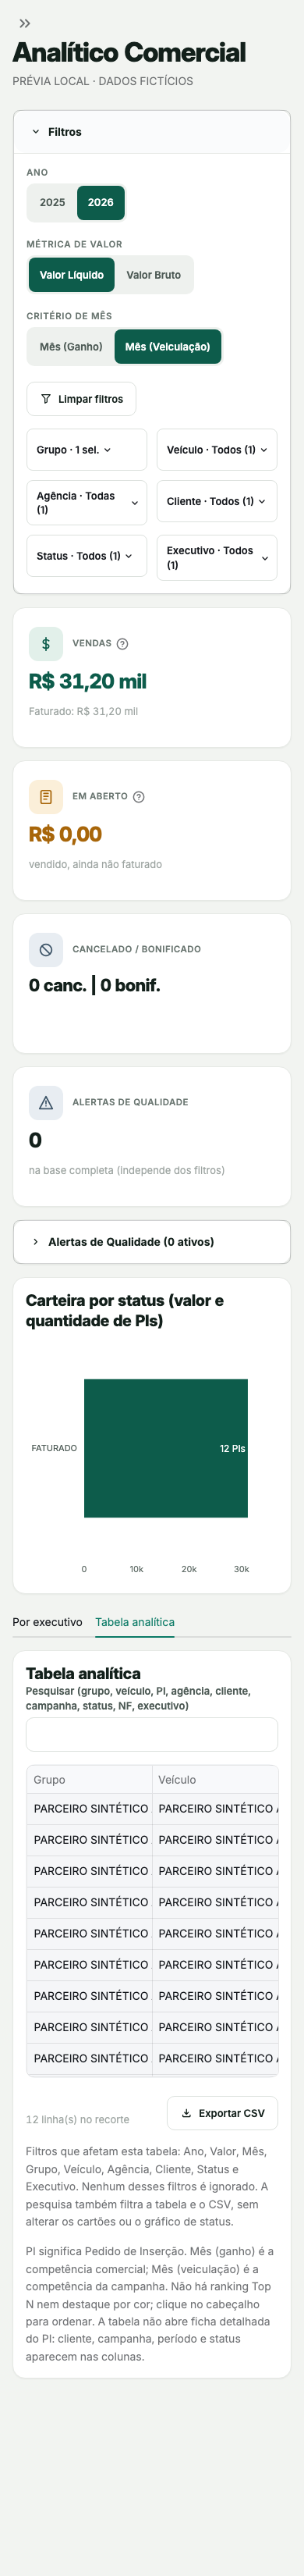 Analítico Comercial
PRÉVIA LOCAL · DADOS FICTÍCIOS
Filtros
ANO
2025 2026
MÉTRICA DE VALOR
Valor Líquido Valor Bruto
CRITÉRIO DE MÊS
Mês (Ganho) Mês (Veiculação)
Limpar filtros
Grupo · 1 sel. Veículo · Todos (1)
Agência · Todas
(1)
Cliente · Todos (1)
Status · Todos (1)
Executivo · Todos
(1)
VENDAS
R$ 31,20 mil
Faturado: R$ 31,20 mil
EM ABERTO
R$ 0,00
vendido, ainda não faturado
CANCELADO / BONIFICADO
0 canc. | 0 bonif.
ALERTAS DE QUALIDADE
0
na base completa (independe dos filtros)
Alertas de Qualidade (0 ativos)
Carteira por status (valor e
quantidade de PIs)
FATURADO 12 PIs
0 10k 20k 30k
Por executivo Tabela analítica
Tabela analítica
Pesquisar (grupo, veículo, PI, agência, cliente,
campanha, status, NF, executivo)
Grupo Veículo
PARCEIRO SINTÉTICO PARCEIRO SINTÉTICO
PARCEIRO SINTÉTICO PARCEIRO SINTÉTICO
PARCEIRO SINTÉTICO PARCEIRO SINTÉTICO
PARCEIRO SINTÉTICO PARCEIRO SINTÉTICO
PARCEIRO SINTÉTICO PARCEIRO SINTÉTICO
PARCEIRO SINTÉTICO PARCEIRO SINTÉTICO
PARCEIRO SINTÉTICO PARCEIRO SINTÉTICO
PARCEIRO SINTÉTICO PARCEIRO SINTÉTICO
PARCEIRO SINTÉTICO PARCEIRO SINTÉTICO
12 linha(s) no recorte Exportar CSV
Filtros que afetam esta tabela: Ano, Valor, Mês,
Grupo, Veículo, Agência, Cliente, Status e
Executivo. Nenhum desses filtros é ignorado. A
pesquisa também filtra a tabela e o CSV, sem
alterar os cartões ou o gráfico de status.
PI significa Pedido de Inserção. Mês (ganho) é a
competência comercial; Mês (veiculação) é a
competência da campanha. Não há ranking Top
N nem destaque por cor; clique no cabeçalho
para ordenar. A tabela não abre ficha detalhada
do PI: cliente, campanha, período e status
aparecem nas colunas.